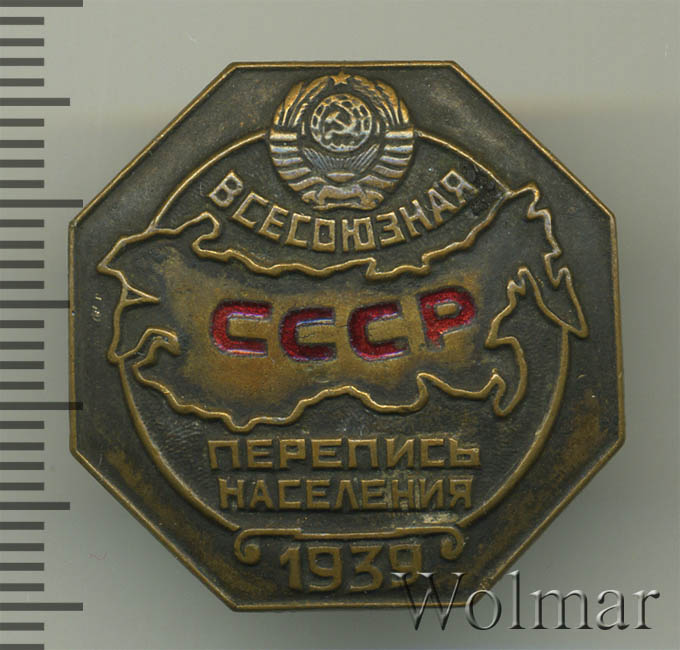 ВСЕСОЮЗНАЯ
СССР
ПЕРЕПИСЬ
НАСЕЛЕНИЯ
1939
Wolmar